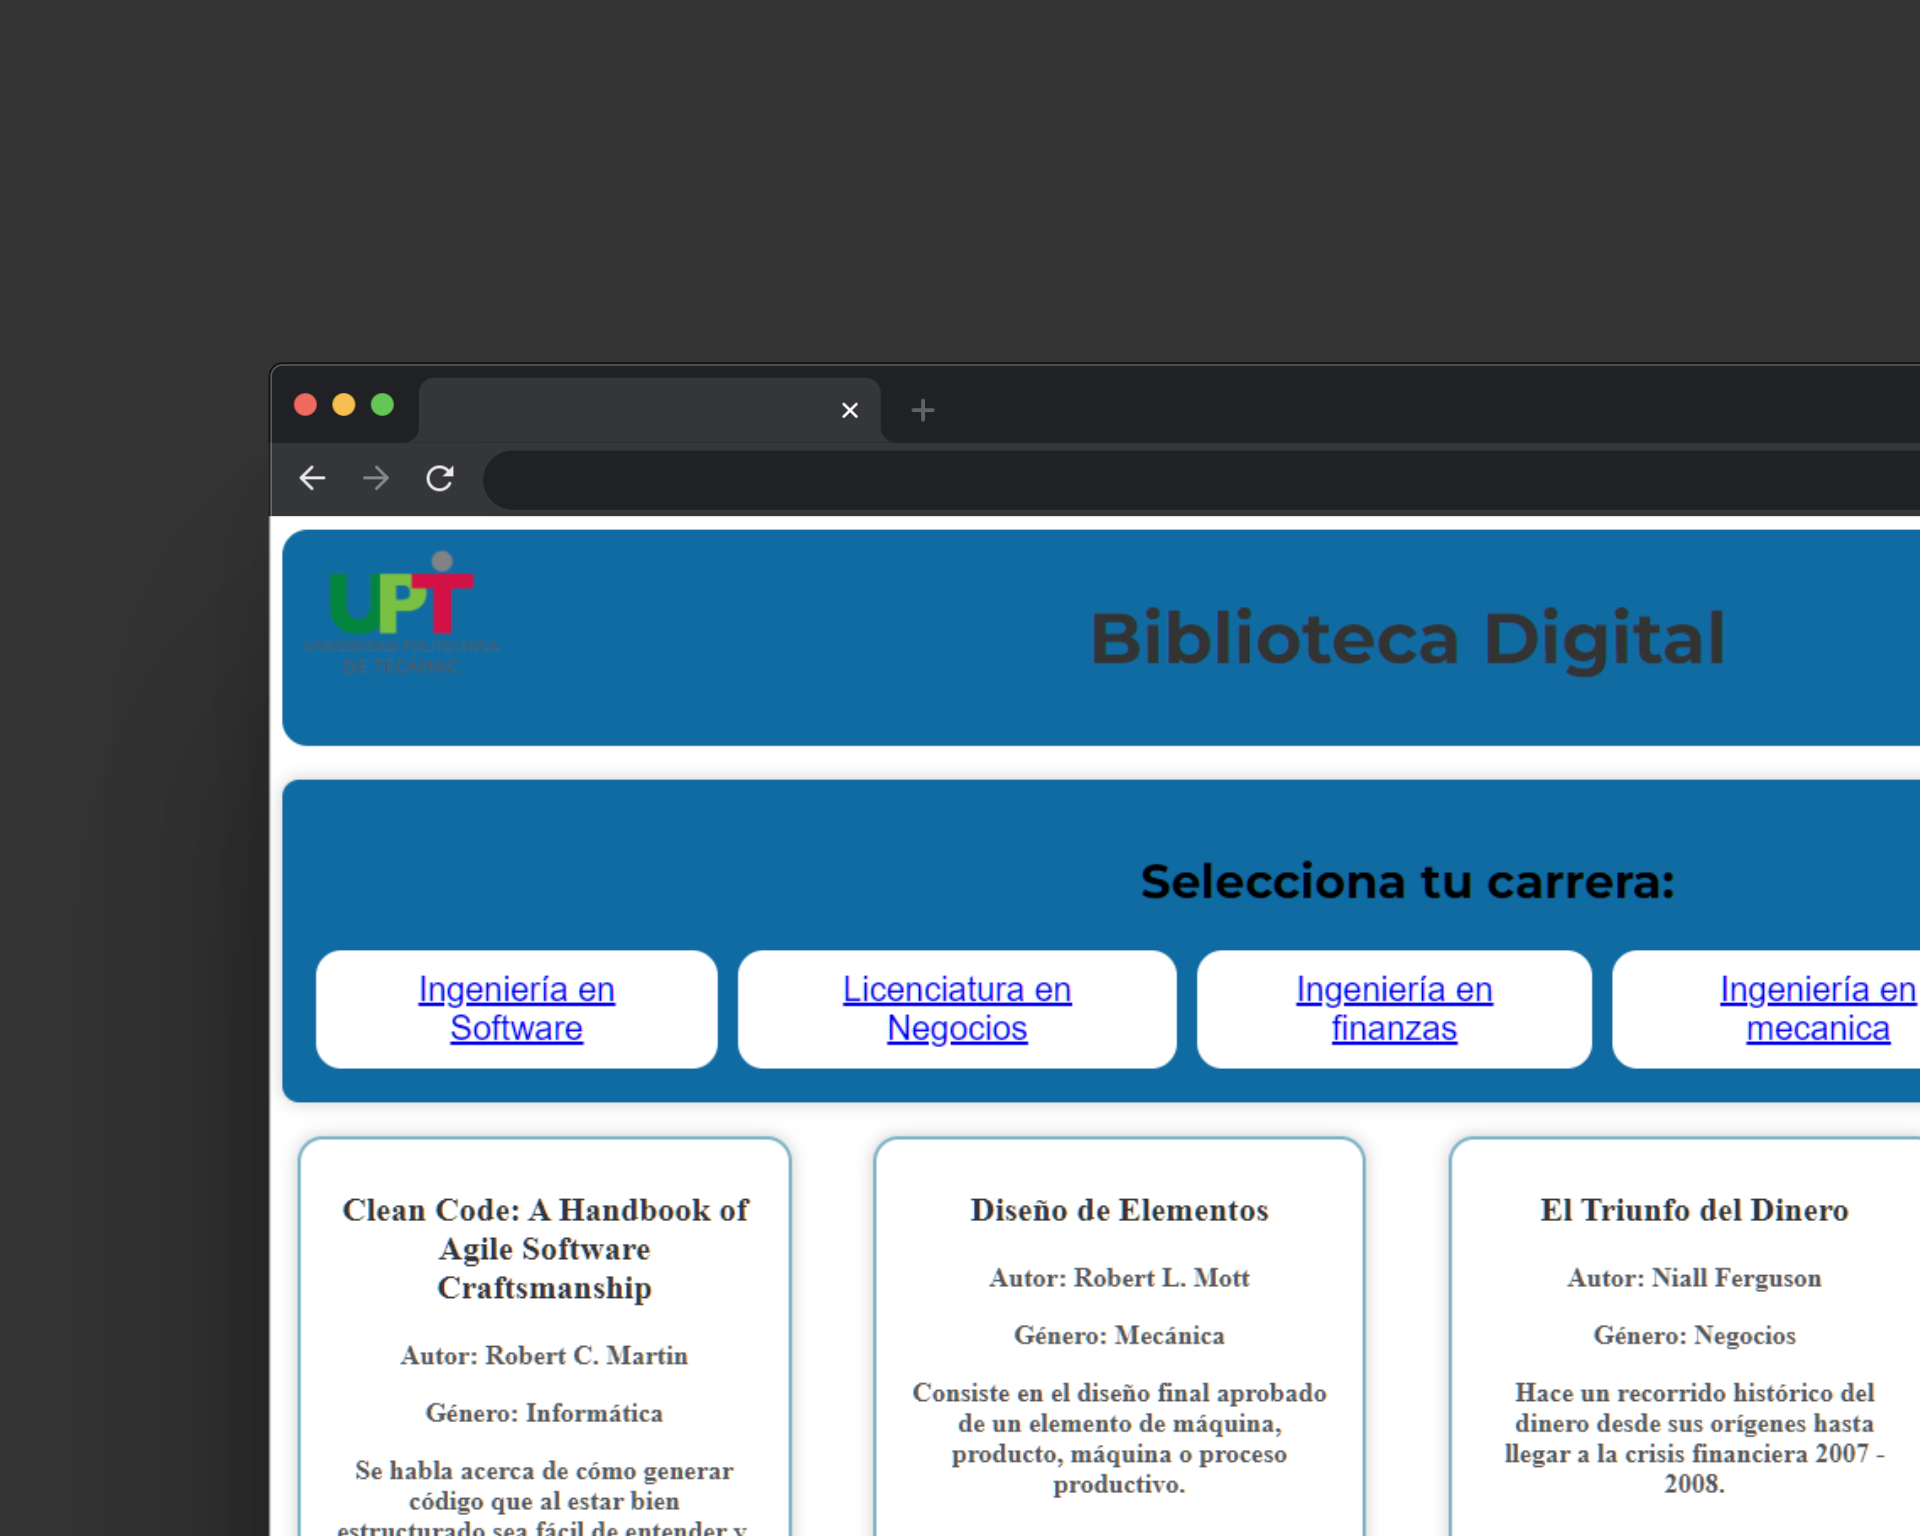 UPT
UNIVERSIDAD POLITÉCNICA
DE TECÁMAC
Biblioteca Digital
Selecciona tu carrera:
Ingeniería en
Software
Licenciatura en
Negocios
Ingeniería en
finanzas
Ingeniería en
mecanica
Clean Code: A Handbook of
Agile Software
Craftsmanship
Autor: Robert C. Martin
Género: Informática
Se habla acerca de cómo generar
código que al estar bien
estructurado sea fácil de entender y
Diseño de Elementos
Autor: Robert L. Mott
Género: Mecánica
Consiste en el diseño final aprobado
de un elemento de máquina,
producto, máquina o proceso
productivo.
El Triunfo del Dinero
Autor: Niall Ferguson
Género: Negocios
Hace un recorrido histórico del
dinero desde sus orígenes hasta
llegar a la crisis financiera 2007 -
2008.